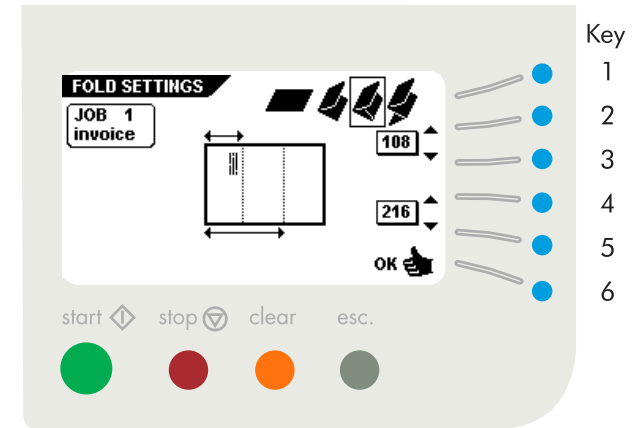 Key
FOLD SETTINGS
1
JOB 1
invoice
2
108
3
216
4
5
OK
6
start
stop
clear
esc.